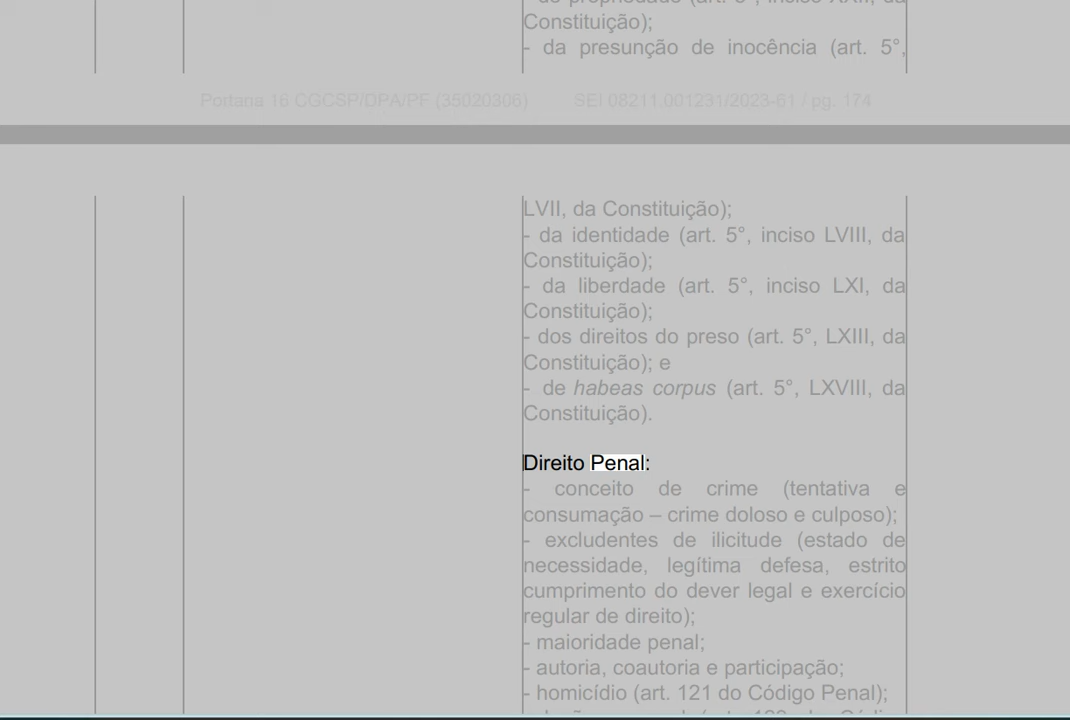 Constituição);
- da presunção de inocência (art. 5°,
Portaria 16 CGCSP/DPA/PF (35020306) SEI 08211.001231/2023-61 / pg. 174
LVII, da Constituição);
- da identidade (art. 5°, inciso LVIII, da
Constituição);
- da liberdade (art. 5°, inciso LXI, da
Constituição);
- dos direitos do preso (art. 5°, LXIII, da
Constituição); e
- de habeas corpus (art. 5°, LXVIII, da
Constituição).
Direito Penal:
- conceito de crime (tentativa e
consumação – crime doloso e culposo);
- excludentes de ilicitude (estado de
necessidade, legítima defesa, estrito
cumprimento do dever legal e exercício
regular de direito);
- maioridade penal;
- autoria, coautoria e participação;
- homicídio (art. 121 do Código Penal);